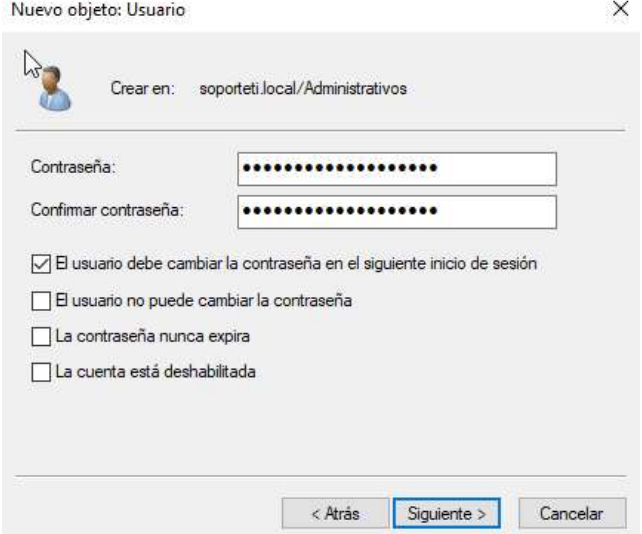 Nuevo objeto: Usuario
Crear en: soporteti.local/Administrativos
Contraseña: ●●●●●●●●●●●●●●●●●●●
Confirmar contraseña: ●●●●●●●●●●●●●●●●●●●
El usuario debe cambiar la contraseña en el siguiente inicio de sesión
El usuario no puede cambiar la contraseña
La contraseña nunca expira
La cuenta está deshabilitada
< Atrás Siguiente > Cancelar